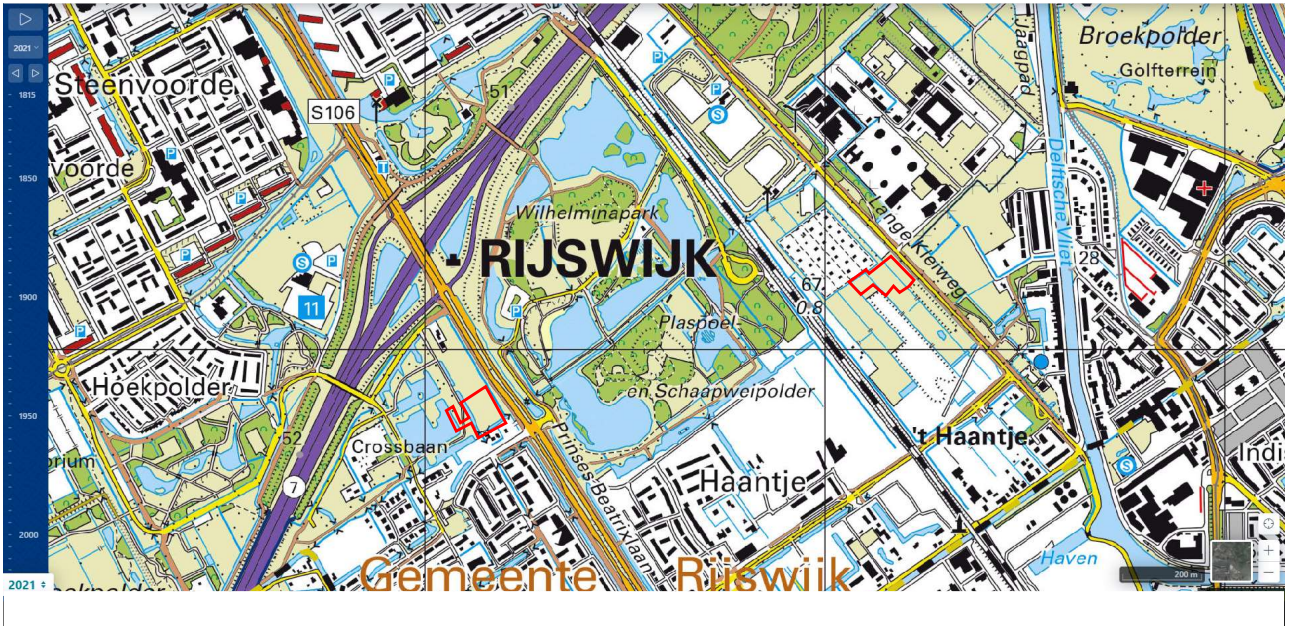 2021
1815
1850
1900
1950
2000
2021
Steenvoorde
voorde
S106
P
P
P
P
P
P
P
P
S
S
S
T
51
Broekpolder
Golfterrein
Jaagpad
Delftsche Vliet
Wilhelminapark
RIJSWIJK
Lange Kleiweg
28
11
67
0.8
Plaspoel-
en Schaapweipolder
Hoekpolder
52
Crossbaan
7
Prinses Beatrixlaan
't Haantje
Haantje
Indi
orium
1
Haven
Gemeente Rijswijk
200 m